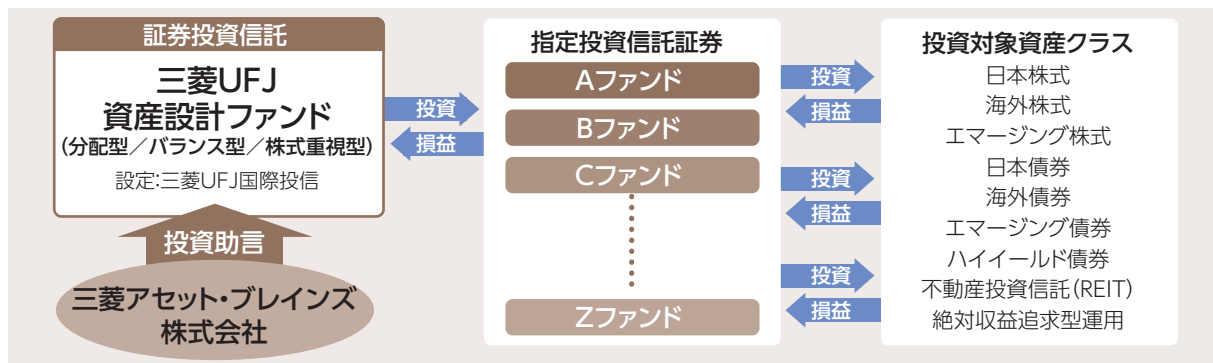 証券投資信託
三菱UFJ
資産設計ファンド
(分配型／バランス型／株式重視型)
設定:三菱UFJ国際投信
投資助言
三菱アセット・ブレインズ
株式会社
投資
損益
指定投資信託証券
Aファンド
Bファンド
Cファンド
Zファンド
投資
損益
投資
損益
投資
損益
投資対象資産クラス
日本株式
海外株式
エマージング株式
日本債券
海外債券
エマージング債券
ハイイールド債券
不動産投資信託(REIT)
絶対収益追求型運用